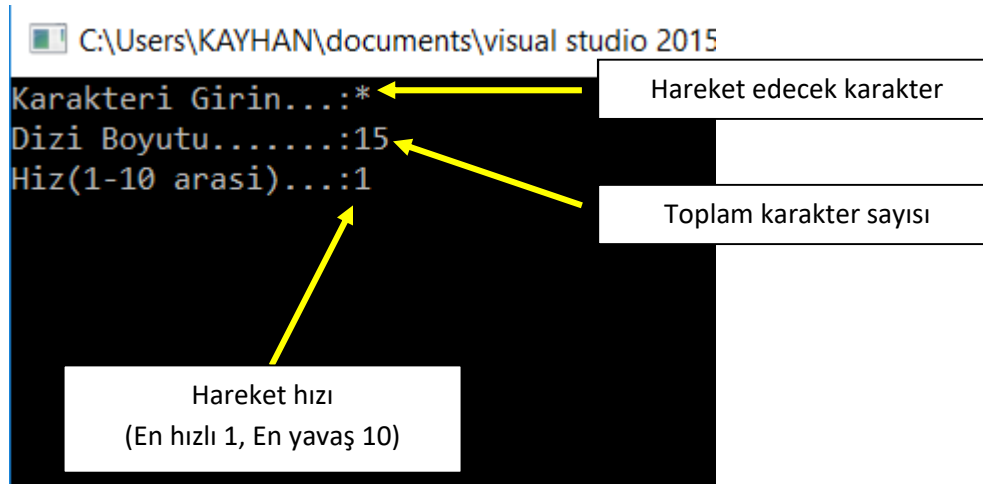 C:\Users\KAYHAN\documents\visual studio 2015
Karakteri Girin...:*
Hareket edecek karakter
Dizi Boyutu.......:15
Hiz(1-10 arasi)...:1
Toplam karakter sayısı
Hareket hızı
(En hızlı 1, En yavaş 10)